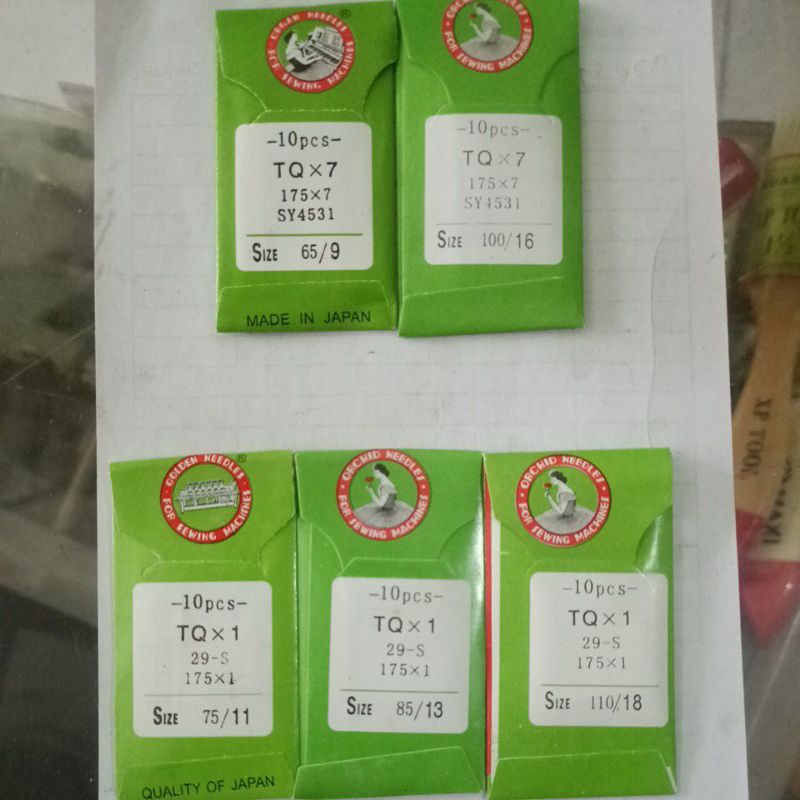 ORGAN NEEDLES
FOR SEWING MACHINES
®
-10pcs-
TQ×7
175×7
SY4531
SIZE 65/9
MADE IN JAPAN
ORCHID NEEDLES
FOR SEWING MACHINES
-10pcs-
TQ×7
175×7
SY4531
SIZE 100/16
GOLDEN NEEDLES
FOR SEWING MACHINES
®
-10pcs-
TQ×1
29-S
175×1
SIZE 75/11
QUALITY OF JAPAN
ORCHID NEEDLES
FOR SEWING MACHINES
-10pcs-
TQ×1
29-S
175×1
SIZE 85/13
ORCHID NEEDLES
FOR SEWING MACHINES
-10pcs-
TQ×1
29-S
175×1
SIZE 110/18
XP TOOL